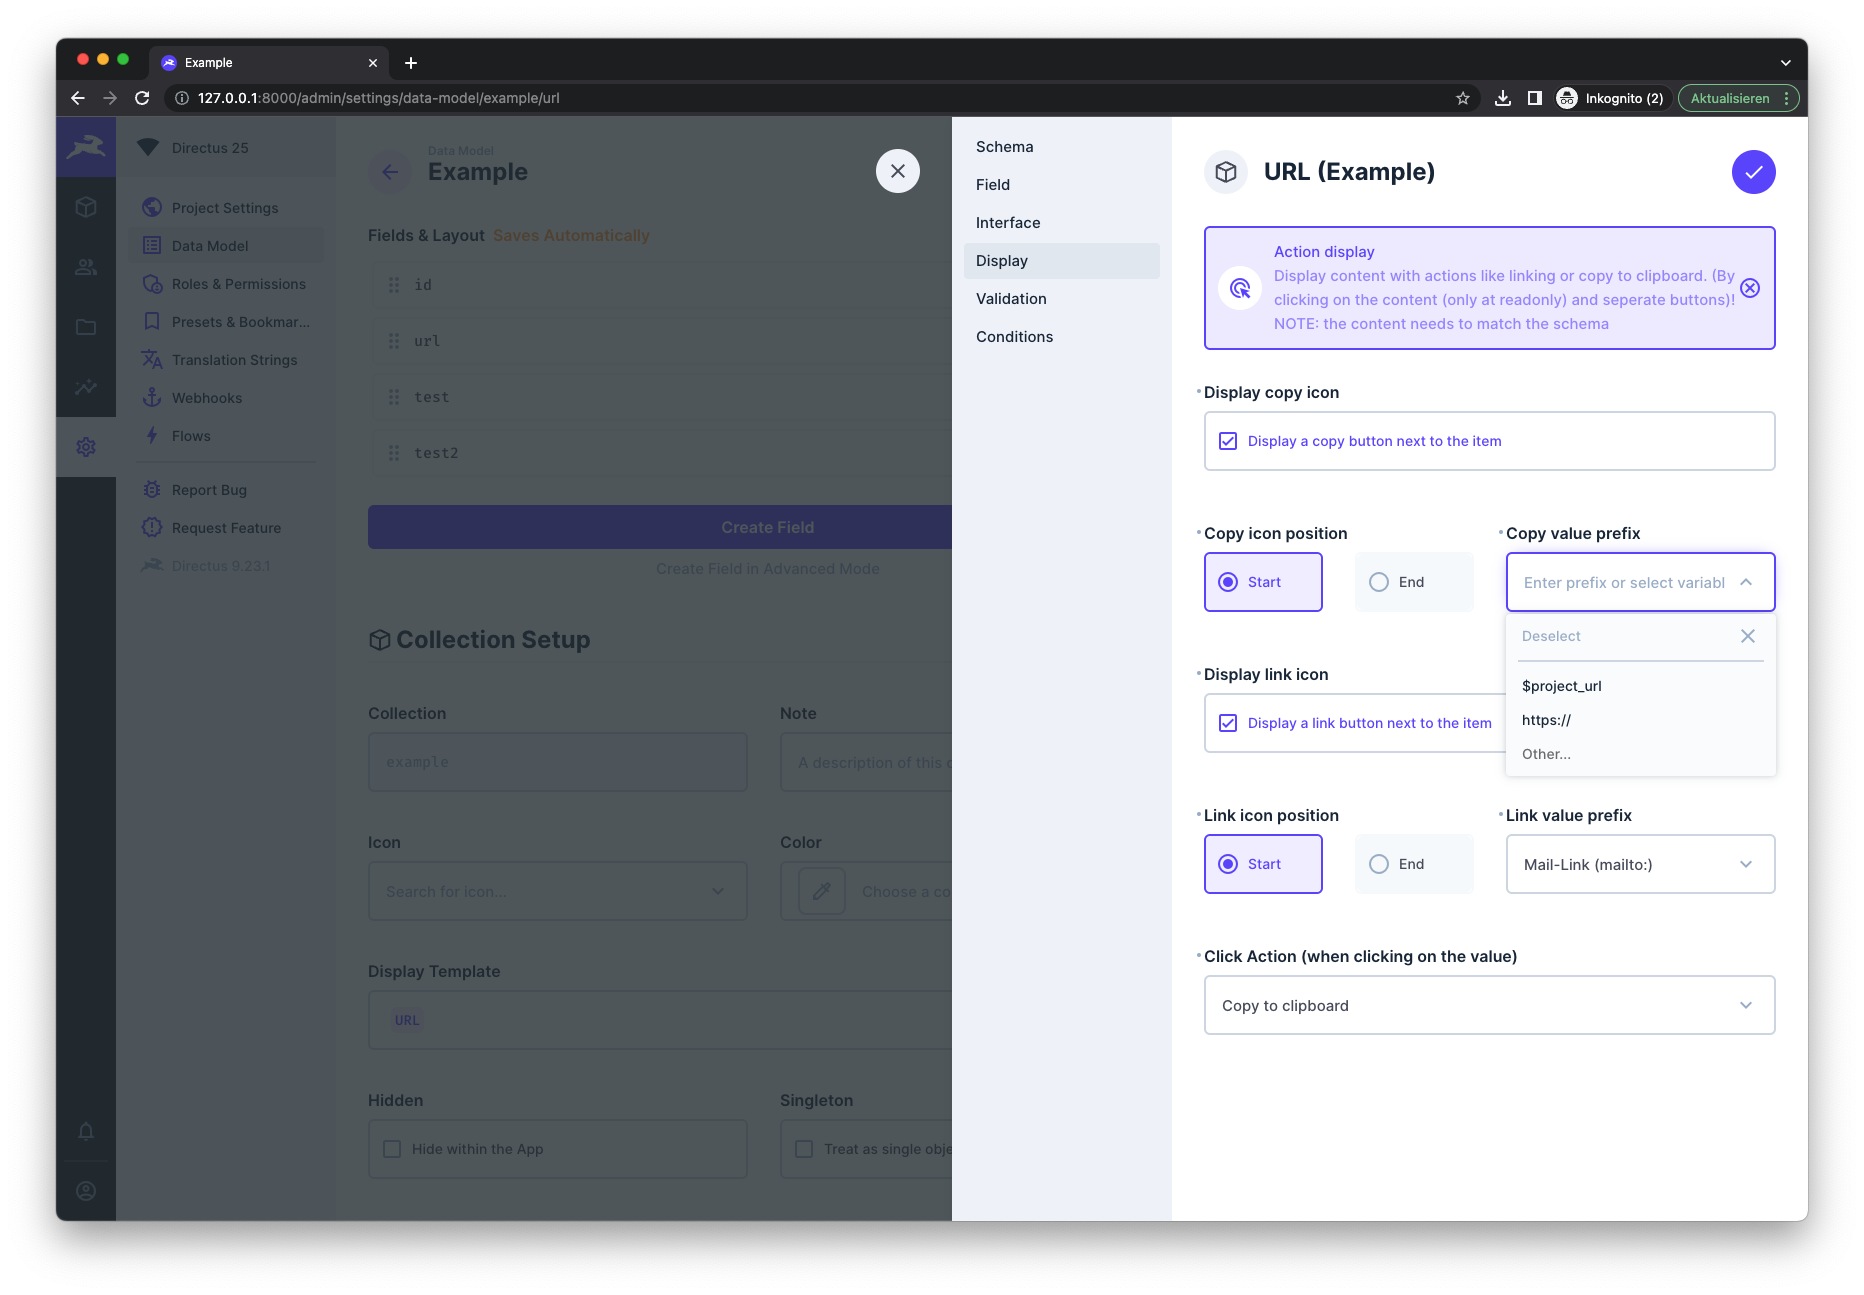 Example
127.0.0.1:8000/admin/settings/data-model/example/url
Inkognito (2)
Aktualisieren
Directus 25
Project Settings
Data Model
Roles & Permissions
Presets & Bookmar...
Translation Strings
Webhooks
Flows
Report Bug
Request Feature
Directus 9.23.1
Data Model
Example
Fields & Layout Saves Automatically
id
url
test
test2
Create Field
Create Field in Advanced Mode
Collection Setup
Collection
example
Note
A description of this c
Icon
Search for icon...
Color
Choose a co
Display Template
URL
Hidden
Hide within the App
Singleton
Treat as single obje
Schema
Field
Interface
Display
Validation
Conditions
URL (Example)
Action display
Display content with actions like linking or copy to clipboard. (By
clicking on the content (only at readonly) and seperate buttons)!
NOTE: the content needs to match the schema
Display copy icon
Display a copy button next to the item
Copy icon position
Start
End
Copy value prefix
Enter prefix or select variabl
Deselect
$project_url
https://
Other...
Display link icon
Display a link button next to the item
Link icon position
Start
End
Link value prefix
Mail-Link (mailto:)
Click Action (when clicking on the value)
Copy to clipboard